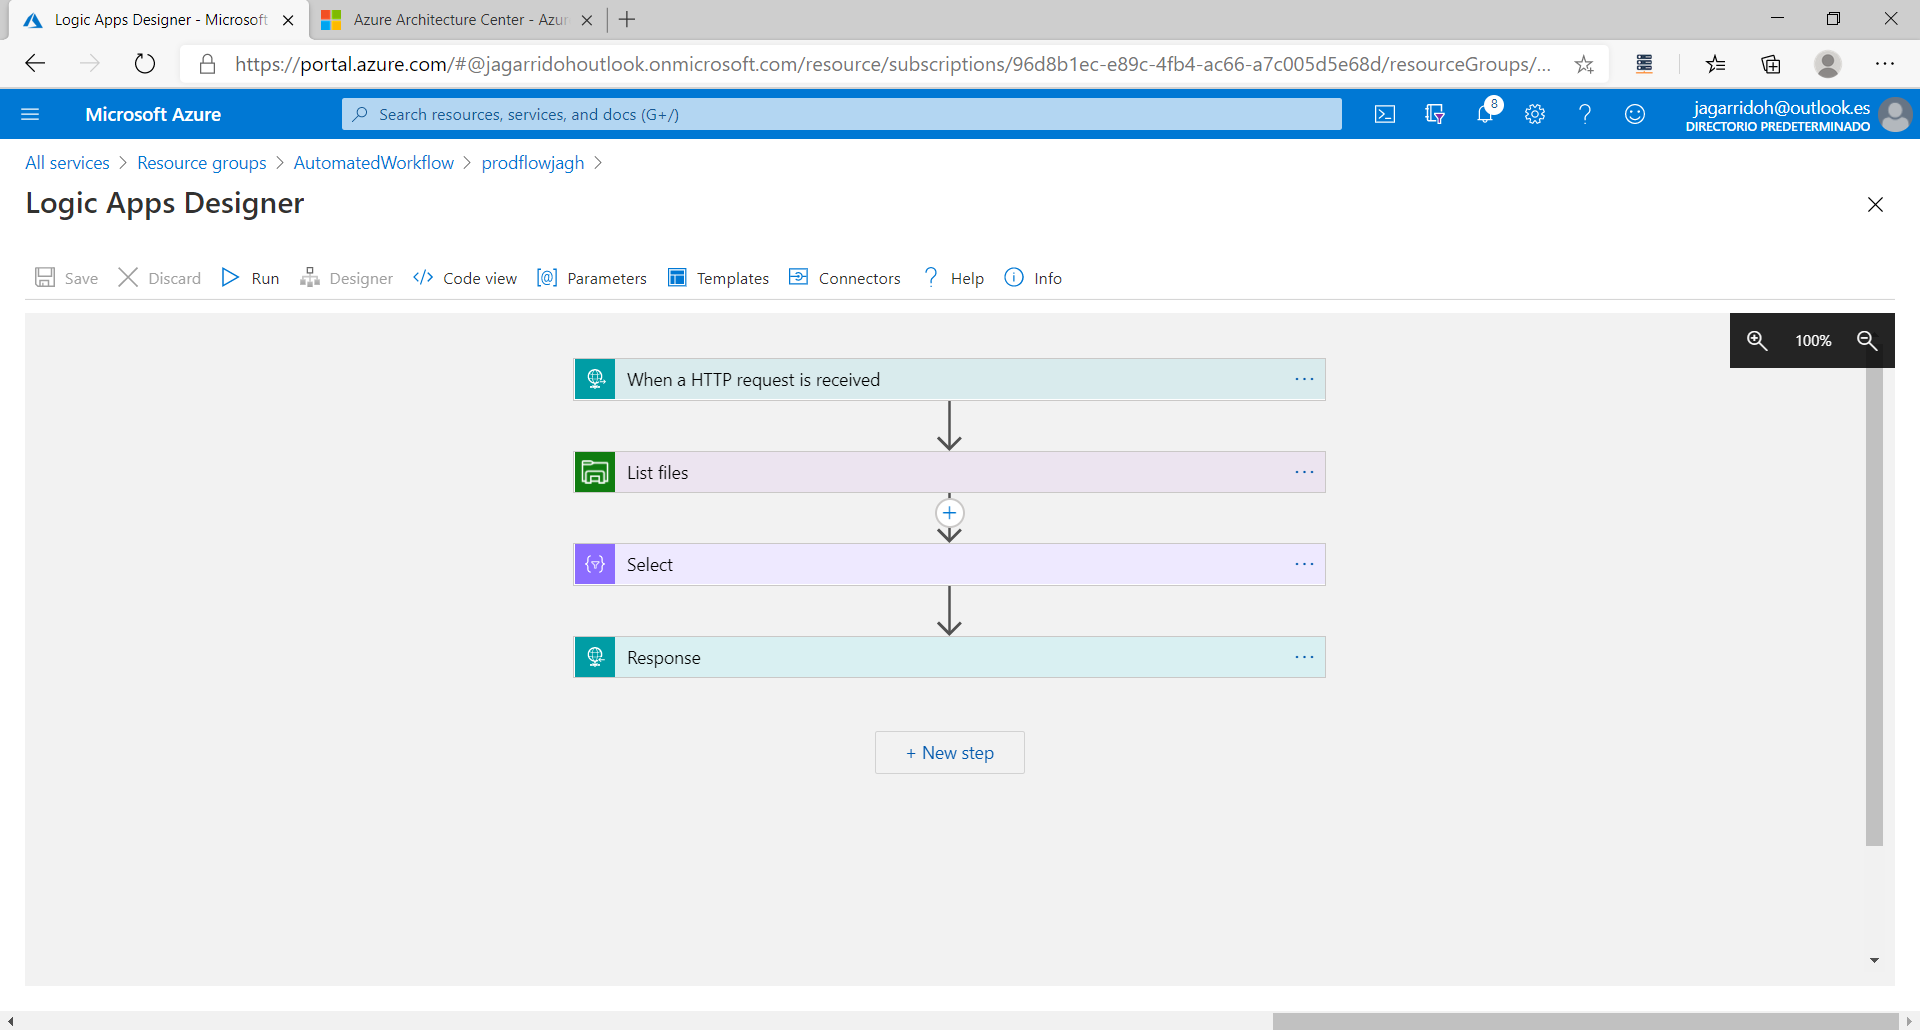 Logic Apps Designer - Microsoft
Azure Architecture Center - Azur
https://portal.azure.com/#@jagarridohoutlook.onmicrosoft.com/resource/subscriptions/96d8b1ec-e89c-4fb4-ac66-a7c005d5e68d/resourceGroups/...
Microsoft Azure
Search resources, services, and docs (G+/)
8
jagarridoh@outlook.es
DIRECTORIO PREDETERMINADO
All services > Resource groups > AutomatedWorkflow > prodflowjagh >
Logic Apps Designer
Save Discard Run Designer </> Code view [@] Parameters Templates Connectors ? Help Info
100%
When a HTTP request is received
List files
Select
Response
+ New step